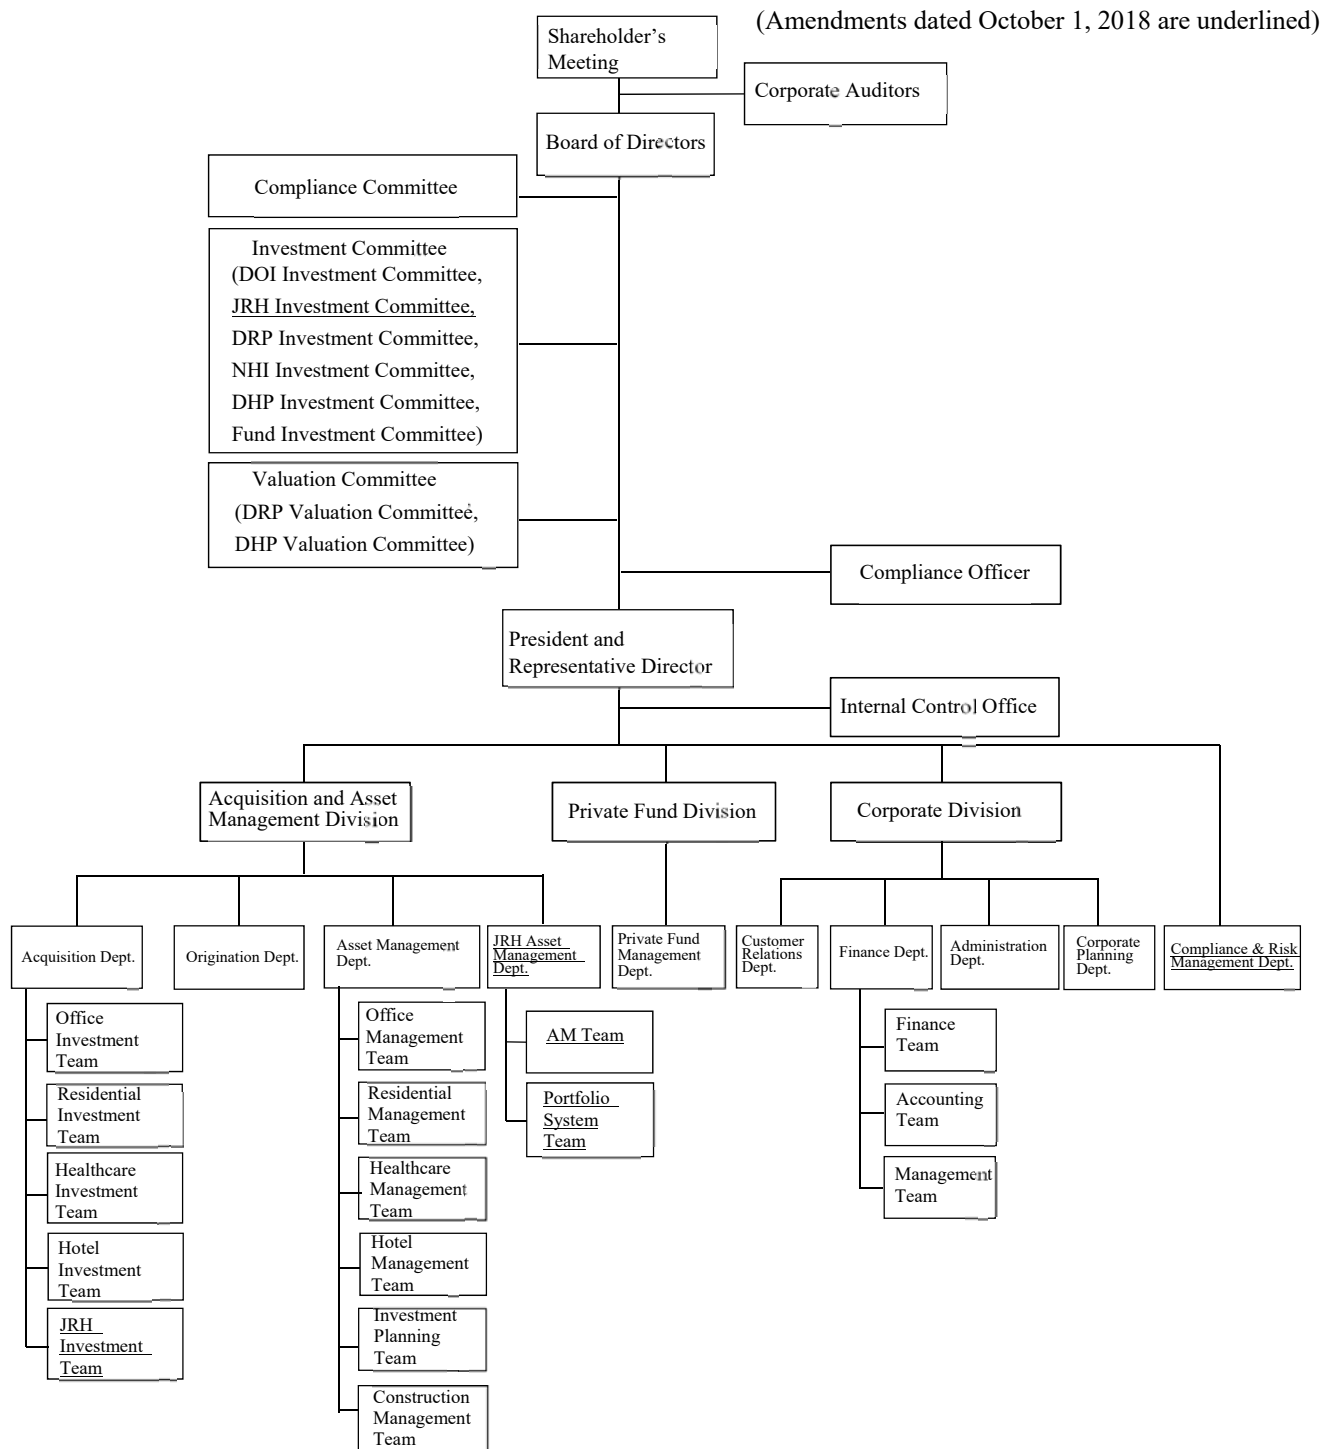 (Amendments dated October 1, 2018 are underlined)
Shareholder’s
Meeting
Corporate Auditors
Board of Directors
Compliance Committee
Investment Committee
(DOI Investment Committee,
JRH Investment Committee,
DRP Investment Committee,
NHI Investment Committee,
DHP Investment Committee,
Fund Investment Committee)
Valuation Committee
(DRP Valuation Committee,
DHP Valuation Committee)
Compliance Officer
President and
Representative Director
Internal Control Office
Acquisition and Asset
Management Division
Private Fund Division
Corporate Division
Acquisition Dept.
Origination Dept.
Asset Management
Dept.
JRH Asset
Management
Dept.
Private Fund
Management
Dept.
Customer
Relations
Dept.
Finance Dept.
Administration
Dept.
Corporate
Planning
Dept.
Compliance & Risk
Management Dept.
Office
Investment
Team
Residential
Investment
Team
Healthcare
Investment
Team
Hotel
Investment
Team
JRH
Investment
Team
Office
Management
Team
Residential
Management
Team
Healthcare
Management
Team
Hotel
Management
Team
Investment
Planning
Team
Construction
Management
Team
AM Team
Portfolio
System
Team
Finance
Team
Accounting
Team
Management
Team